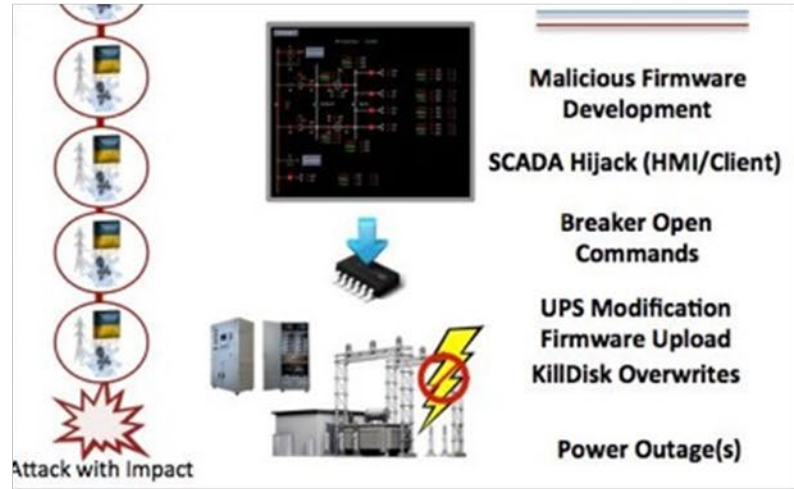 Malicious Firmware
Development
SCADA Hijack (HMI/Client)
Breaker Open
Commands
UPS Modification
Firmware Upload
KillDisk Overwrites
Power Outage(s)
Attack with Impact